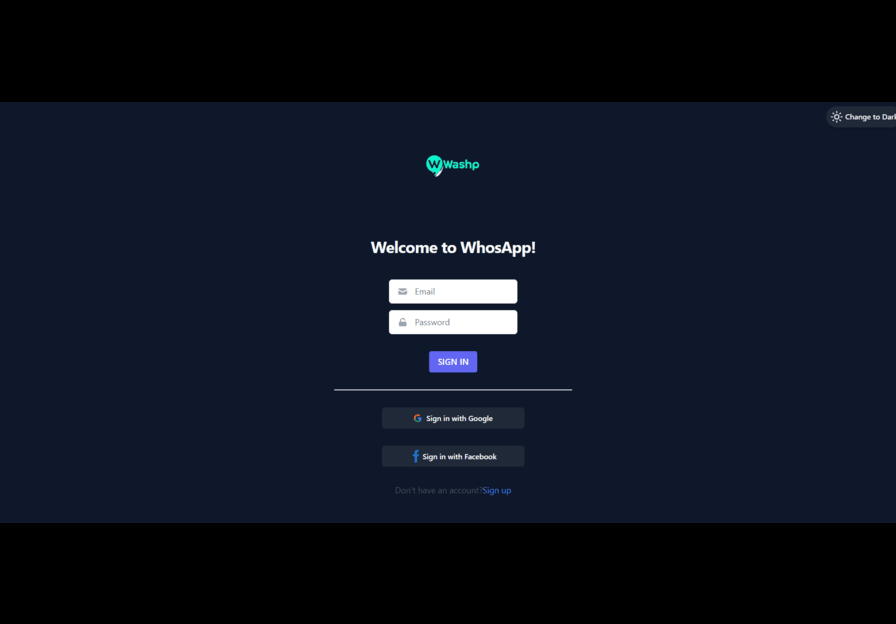 Change to Dark
Washp
Welcome to WhosApp!
Email
Password
SIGN IN
Sign in with Google
Sign in with Facebook
Don't have an account?Sign up